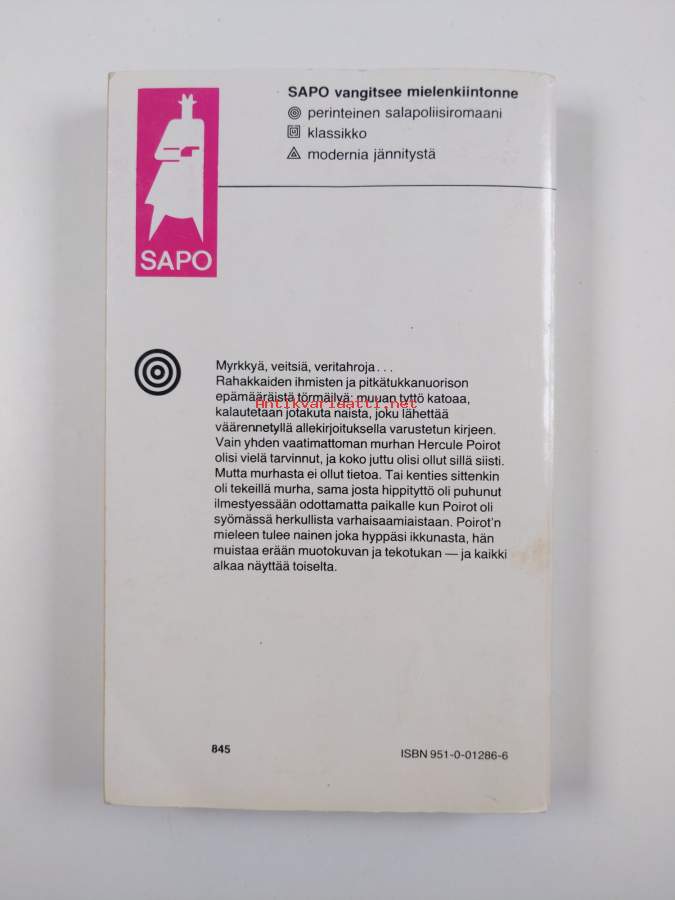 SAPO vangitsee mielenkiintonne
perinteinen salapoliisiromaani
klassikko
modernia jännitystä
SAPO
Myrkkyä, veitsiä, veritahroja...
Rahakkaiden ihmisten ja pitkätukkanuorison
epämääräistä törmäilyä: muuan tyttö katoaa,
Antikvariaatti.net
kalautetaan jotakuta naista, joku lähettää
väärennetyllä allekirjoituksella varustetun kirjeen.
Vain yhden vaatimattoman murhan Hercule Poirot
olisi vielä tarvinnut, ja koko juttu olisi ollut sillä siisti.
Mutta murhasta ei ollut tietoa. Tai kenties sittenkin
oli tekeillä murha, sama josta hippityttö oli puhunut
ilmestyessään odottamatta paikalle kun Poirot oli
syömässä herkullista varhaisaamiaistaan. Poirot'n
mieleen tulee nainen joka hyppäsi ikkunasta, hän
muistaa erään muotokuvan ja tekotukan — ja kaikki
alkaa näyttää toiselta.
845
ISBN 951-0-01286-6